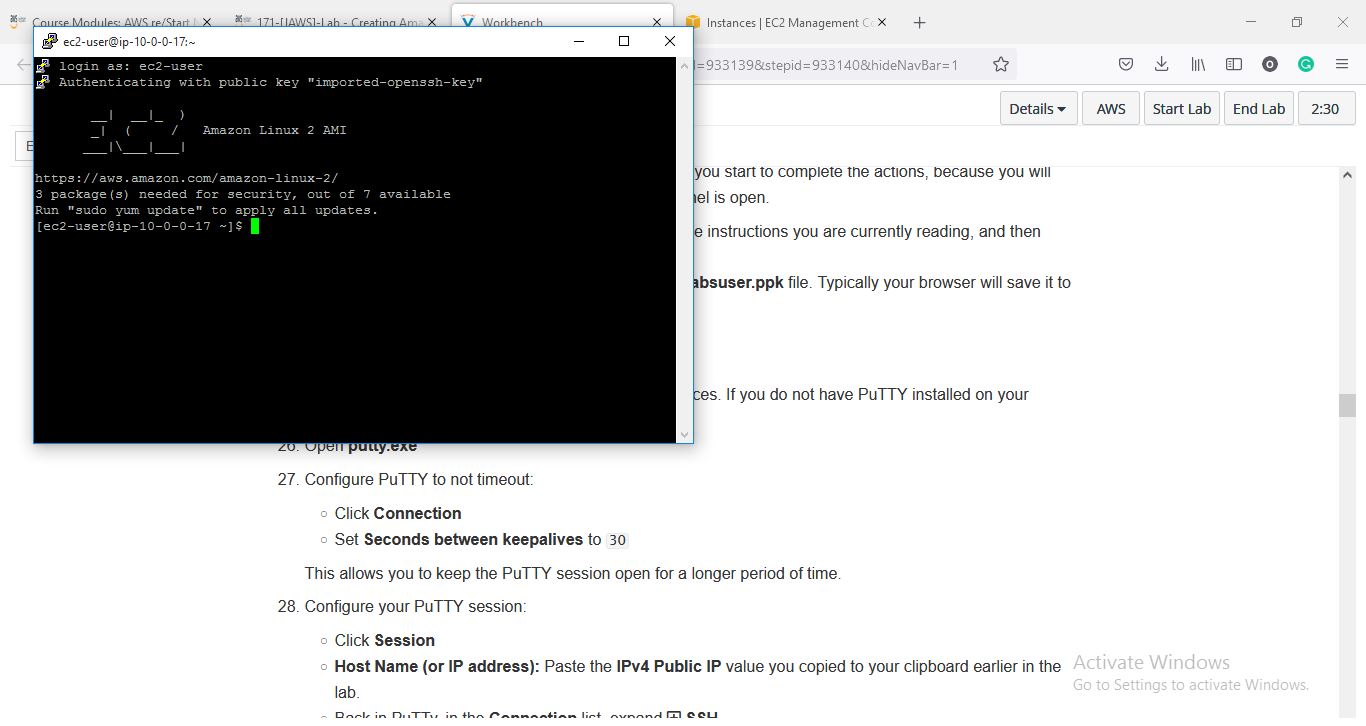 Course Modules: AWS re/Start
171-[JAWS]-Lab - Creating Ama
Workbench
Instances | EC2 Management Co
ec2-user@ip-10-0-0-17:~
=933139&stepid=933140&hideNavBar=1
login as: ec2-user
Authenticating with public key "imported-openssh-key"
__| __|_ )
_| ( / Amazon Linux 2 AMI
___|\___|___|
https://aws.amazon.com/amazon-linux-2/
3 package(s) needed for security, out of 7 available
Run "sudo yum update" to apply all updates.
[ec2-user@ip-10-0-0-17 ~]$
Details
AWS
Start Lab
End Lab
2:30
E
you start to complete the actions, because you will
nel is open.
e instructions you are currently reading, and then
absuser.ppk file. Typically your browser will save it to
ces. If you do not have PuTTY installed on your
26. Open putty.exe
27. Configure PuTTY to not timeout:
○ Click Connection
○ Set Seconds between keepalives to 30
This allows you to keep the PuTTY session open for a longer period of time.
28. Configure your PuTTY session:
○ Click Session
○ Host Name (or IP address): Paste the IPv4 Public IP value you copied to your clipboard earlier in the
lab.
○ Back in PuTTy, in the Connection list, expand ⊞ SSH
Activate Windows
Go to Settings to activate Windows.